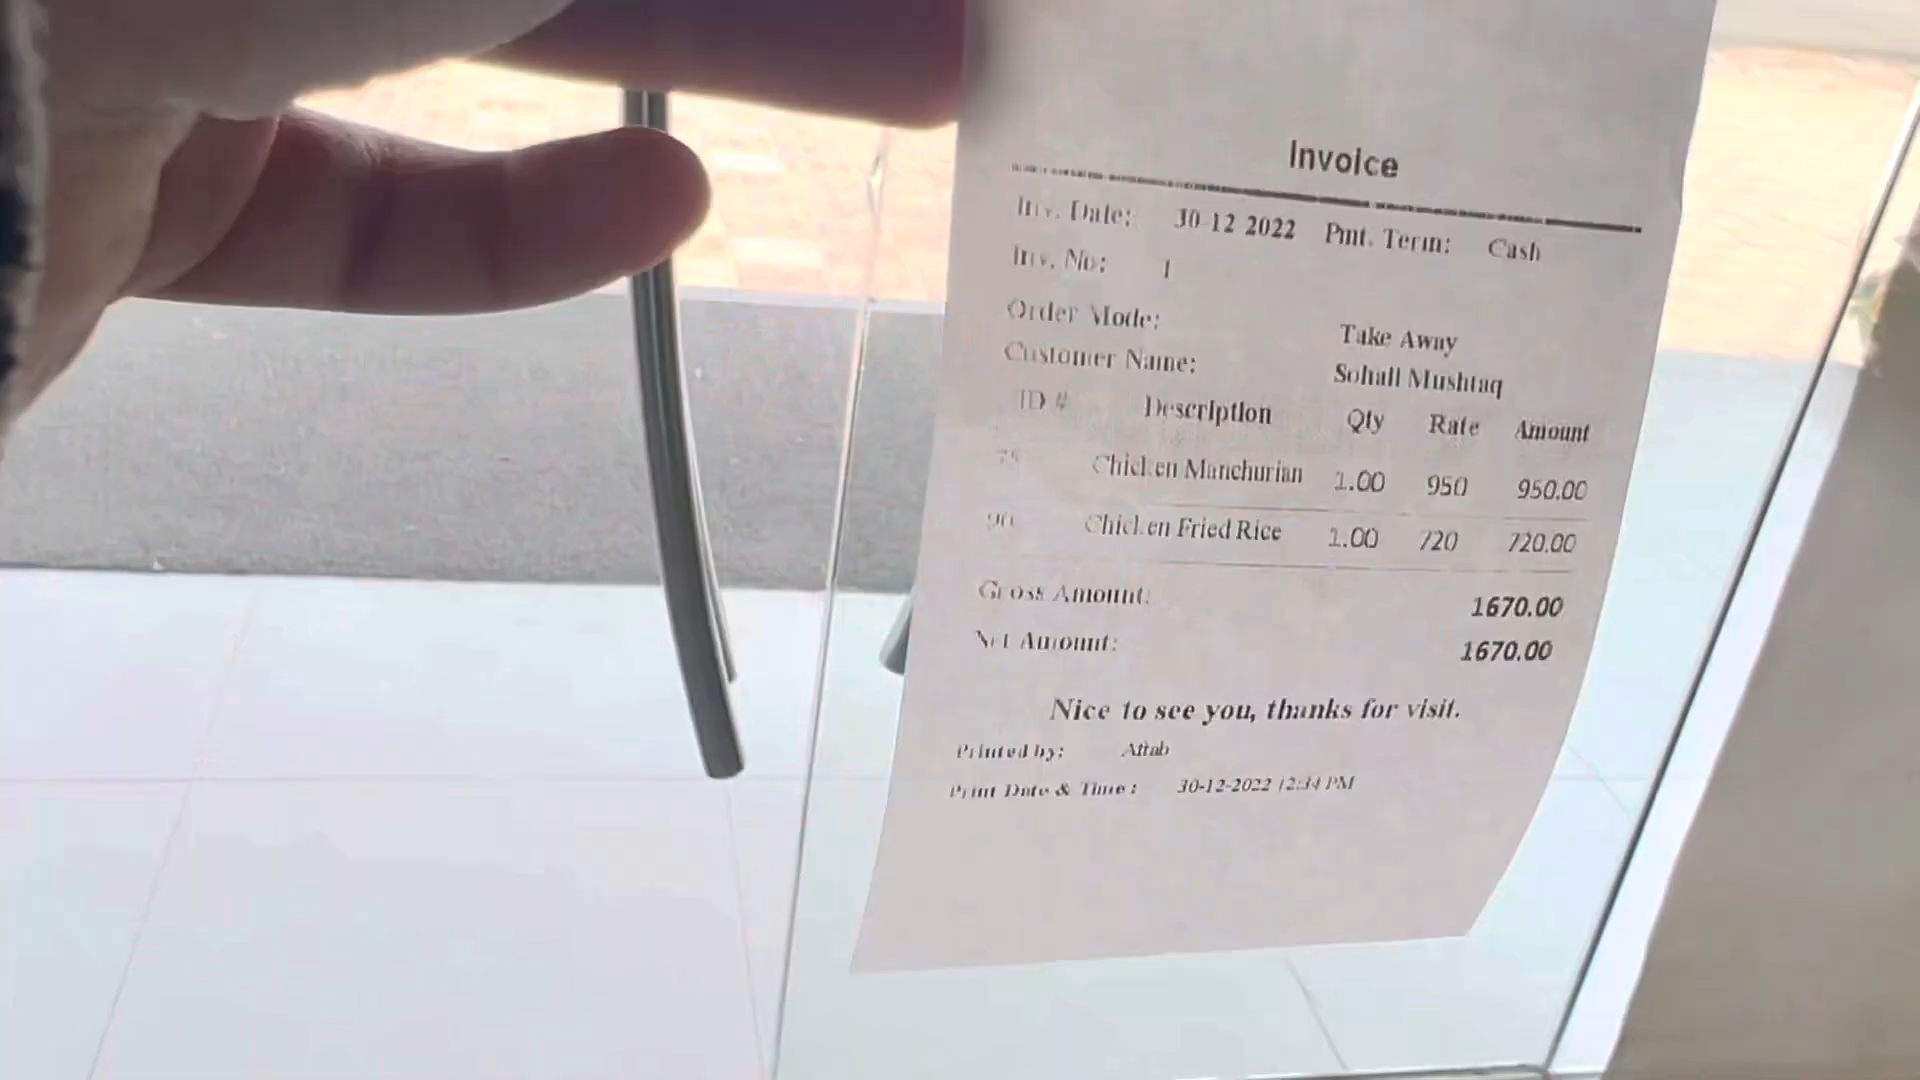 Invoice
Inv. Date: 30-12-2022 Pmt. Term: Cash
Inv. No: 1
Order Mode: Take Away
Customer Name: Sohail Mushtaq
ID # Description Qty Rate Amount
75 Chicken Manchurian 1.00 950 950.00
90 Chicken Fried Rice 1.00 720 720.00
Gross Amount: 1670.00
Net Amount: 1670.00
Nice to see you, thanks for visit.
Printed by: Aftab
Print Date & Time : 30-12-2022 12:34 PM